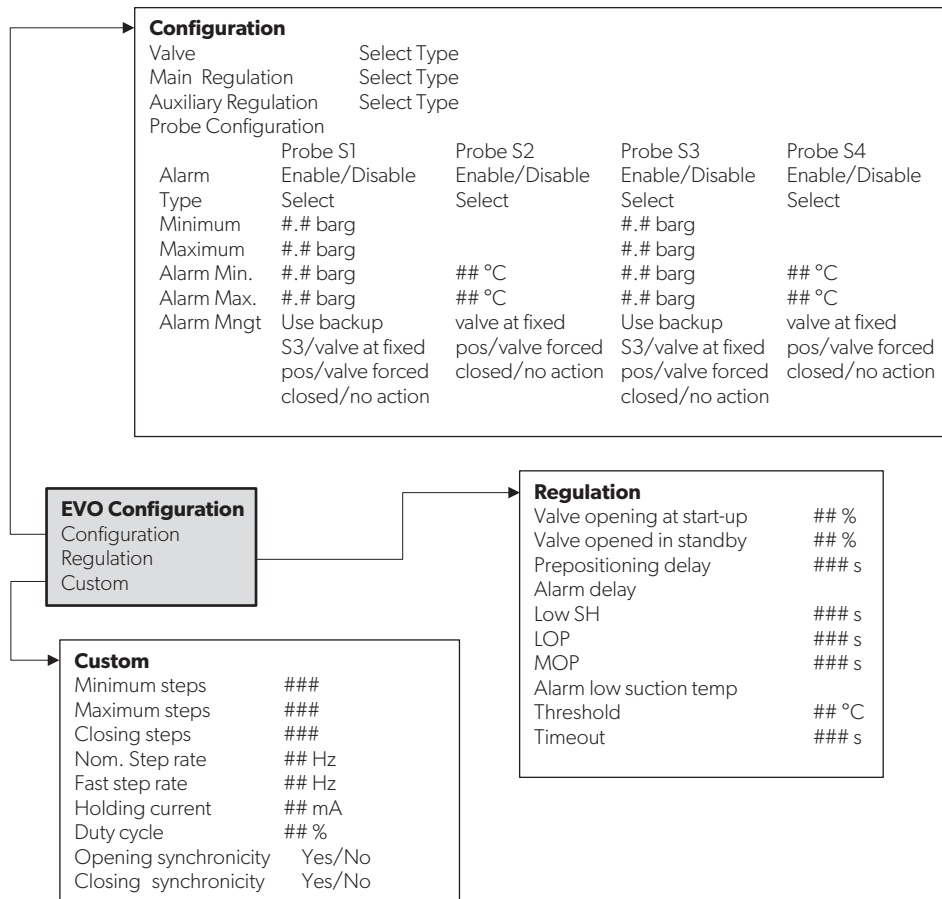 Configuration
Valve Select Type
Main Regulation Select Type
Auxiliary Regulation Select Type
Probe Configuration
Probe S1 Probe S2 Probe S3 Probe S4
Alarm Enable/Disable Enable/Disable Enable/Disable Enable/Disable
Type Select Select Select Select
Minimum #.# barg #.# barg
Maximum #.# barg #.# barg
Alarm Min. #.# barg ## °C #.# barg ## °C
Alarm Max. #.# barg ## °C #.# barg ## °C
Alarm Mngt Use backup valve at fixed Use backup valve at fixed
S3/valve at fixed pos/valve forced S3/valve at fixed pos/valve forced
pos/valve forced closed/no action pos/valve forced closed/no action
closed/no action closed/no action
EVO Configuration
Configuration
Regulation
Custom
Regulation
Valve opening at start-up ## %
Valve opened in standby ## %
Prepositioning delay ### s
Alarm delay
Low SH ### s
LOP ### s
MOP ### s
Alarm low suction temp
Threshold ## °C
Timeout ### s
Custom
Minimum steps ###
Maximum steps ###
Closing steps ###
Nom. Step rate ## Hz
Fast step rate ## Hz
Holding current ## mA
Duty cycle ## %
Opening synchronicity Yes/No
Closing synchronicity Yes/No